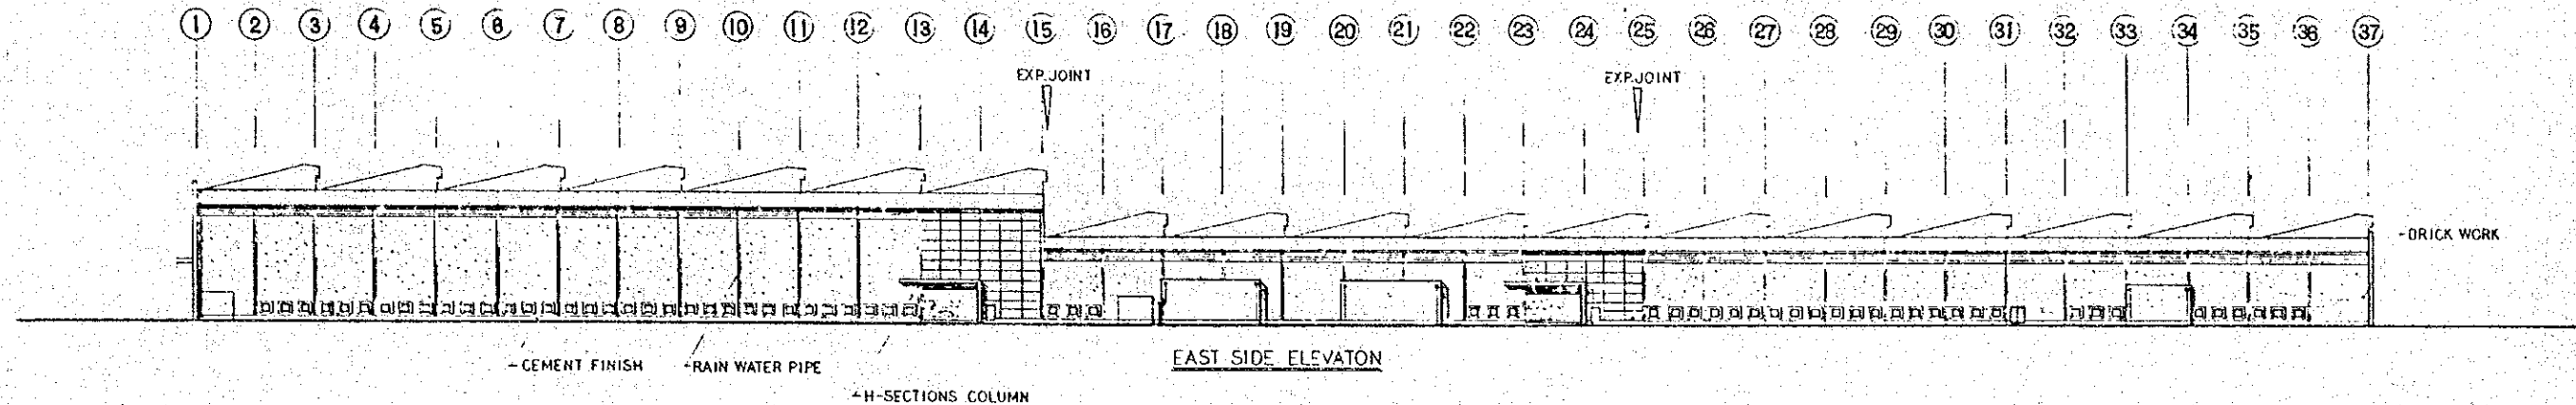 1 2 3 4 5 6 7 8 9 10 11 12 13 14 15 16 17 18 19 20 21 22 23 24 25 26 27 28 29 30 31 32 33 34 35 36 37
EXP.JOINT EXP.JOINT
-BRICK WORK
-CEMENT FINISH -RAIN WATER PIPE
EAST SIDE ELEVATON
-H-SECTIONS COLUMN